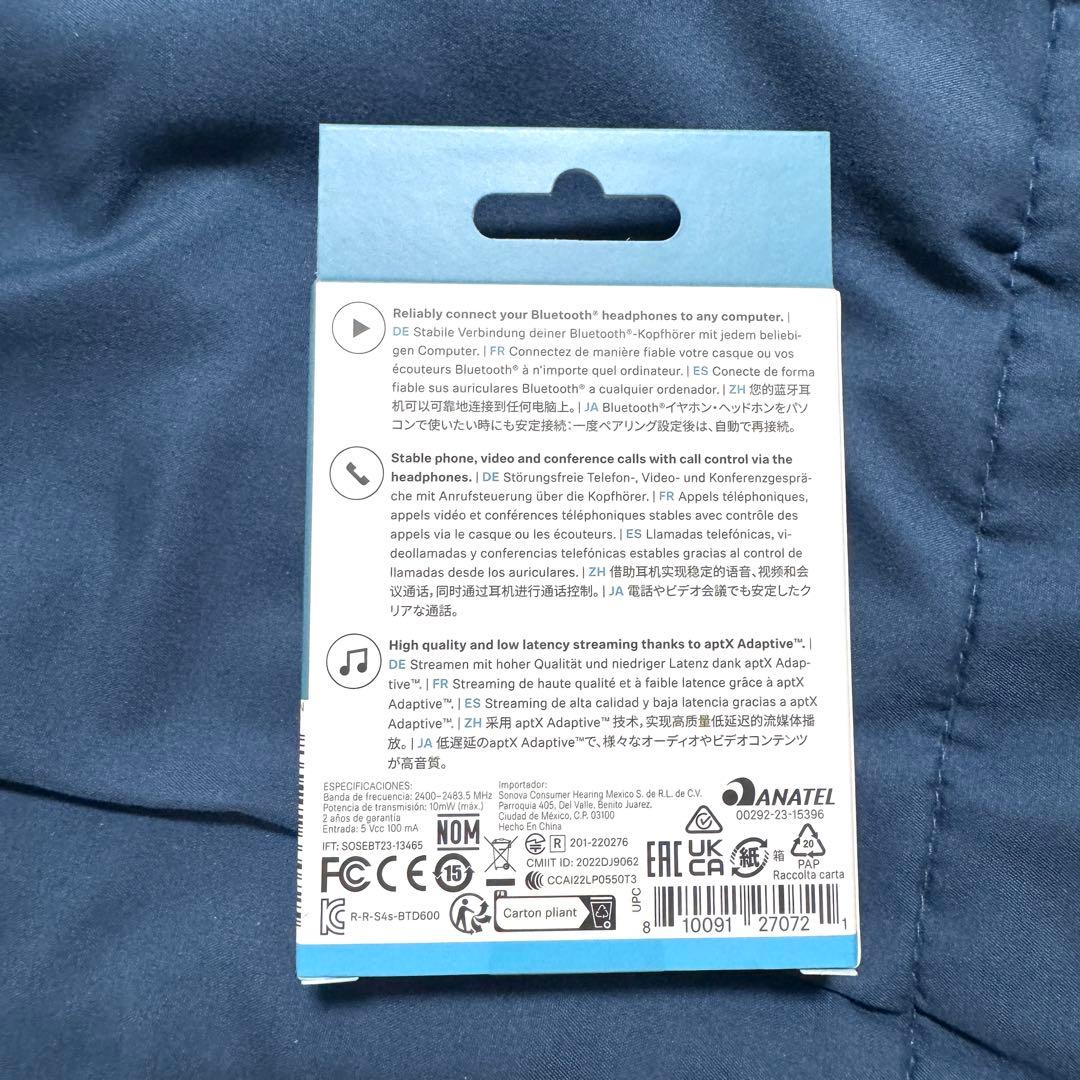 Reliably connect your Bluetooth® headphones to any computer. |
DE Stabile Verbindung deiner Bluetooth®-Kopfhörer mit jedem beliebi-
gen Computer. | FR Connectez de manière fiable votre casque ou vos
écouteurs Bluetooth® à n'importe quel ordinateur. | ES Conecte de forma
fiable sus auriculares Bluetooth® a cualquier ordenador. | ZH 您的蓝牙耳
机可以可靠地连接到任何电脑上。| JA Bluetooth®イヤホン・ヘッドホンをパソ
コンで使いたい時にも安定接続：一度ペアリング設定後は、自動で再接続。
Stable phone, video and conference calls with call control via the
headphones. | DE Störungsfreie Telefon-, Video- und Konferenzgesprä-
che mit Anrufsteuerung über die Kopfhörer. | FR Appels téléphoniques,
appels vidéo et conférences téléphoniques stables avec contrôle des
appels via le casque ou les écouteurs. | ES Llamadas telefónicas, vi-
deollamadas y conferencias telefónicas estables gracias al control de
llamadas desde los auriculares. | ZH 借助耳机实现稳定的语音、视频和会
议通话，同时通过耳机进行通话控制。| JA 電話やビデオ会議でも安定したク
リアな通話。
High quality and low latency streaming thanks to aptX Adaptive™. |
DE Streamen mit hoher Qualität und niedriger Latenz dank aptX Adap-
tive™. | FR Streaming de haute qualité et à faible latence grâce à aptX
Adaptive™. | ES Streaming de alta calidad y baja latencia gracias a aptX
Adaptive™. | ZH 采用 aptX Adaptive™ 技术，实现高质量低延迟的流媒体播
放。| JA 低遅延のaptX Adaptive™で、様々なオーディオやビデオコンテンツ
が高音質。
ESPECIFICACIONES:
Banda de frecuencia: 2400–2483.5 MHz
Potencia de transmisión: 10mW (máx.)
2 años de garantía
Entrada: 5 Vcc 100 mA
IFT: SOSEBT23-13465
NOM
Importador:
Sonova Consumer Hearing Mexico S. de R.L. de C.V.
Parroquia 405, Del Valle, Benito Juarez.
Ciudad de México, C.P. 03100
Hecho En China
R 201-220276
CMIIT ID: 2022DJ9062
CCAI22LP0550T3
ANATEL
00292-23-15396
FC CE 15
EAC UK CA 紙 箱
20
PAP
Raccolta carta
R-R-S4s-BTD600
FR
Carton pliant
UPC
8 10091 27072 1